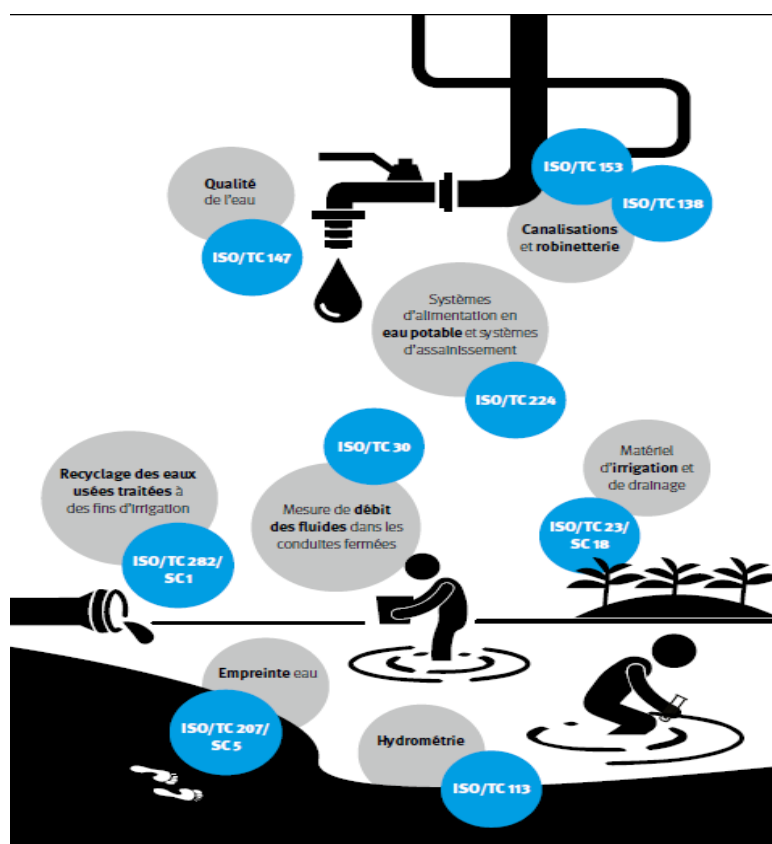 ISO/TC 153
Qualité
de l'eau
ISO/TC 138
Canalisations
et robinetterie
ISO/TC 147
Systèmes
d'alimentation en
eau potable et systèmes
d'assainissement
ISO/TC 224
ISO/TC 30
Matériel
d'irrigation et
de drainage
Recyclage des eaux
usées traitées à
des fins d'irrigation
Mesure de débit
des fluides dans les
conduites fermées
ISO/TC 23/
SC 18
ISO/TC 282/
SC 1
Empreinte eau
ISO/TC 207/
SC 5
Hydrométrie
ISO/TC 113